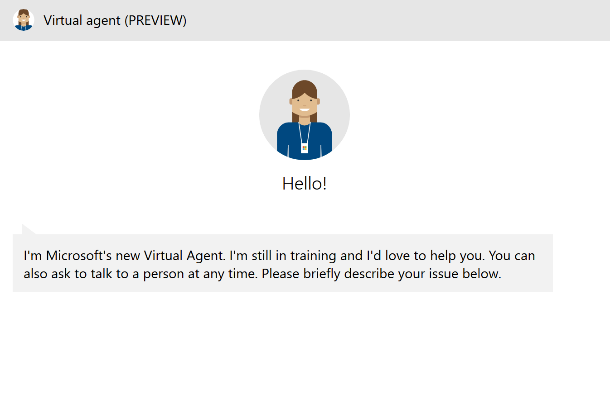 Virtual agent (PREVIEW)
Hello!
I'm Microsoft's new Virtual Agent. I'm still in training and I'd love to help you. You can
also ask to talk to a person at any time. Please briefly describe your issue below.